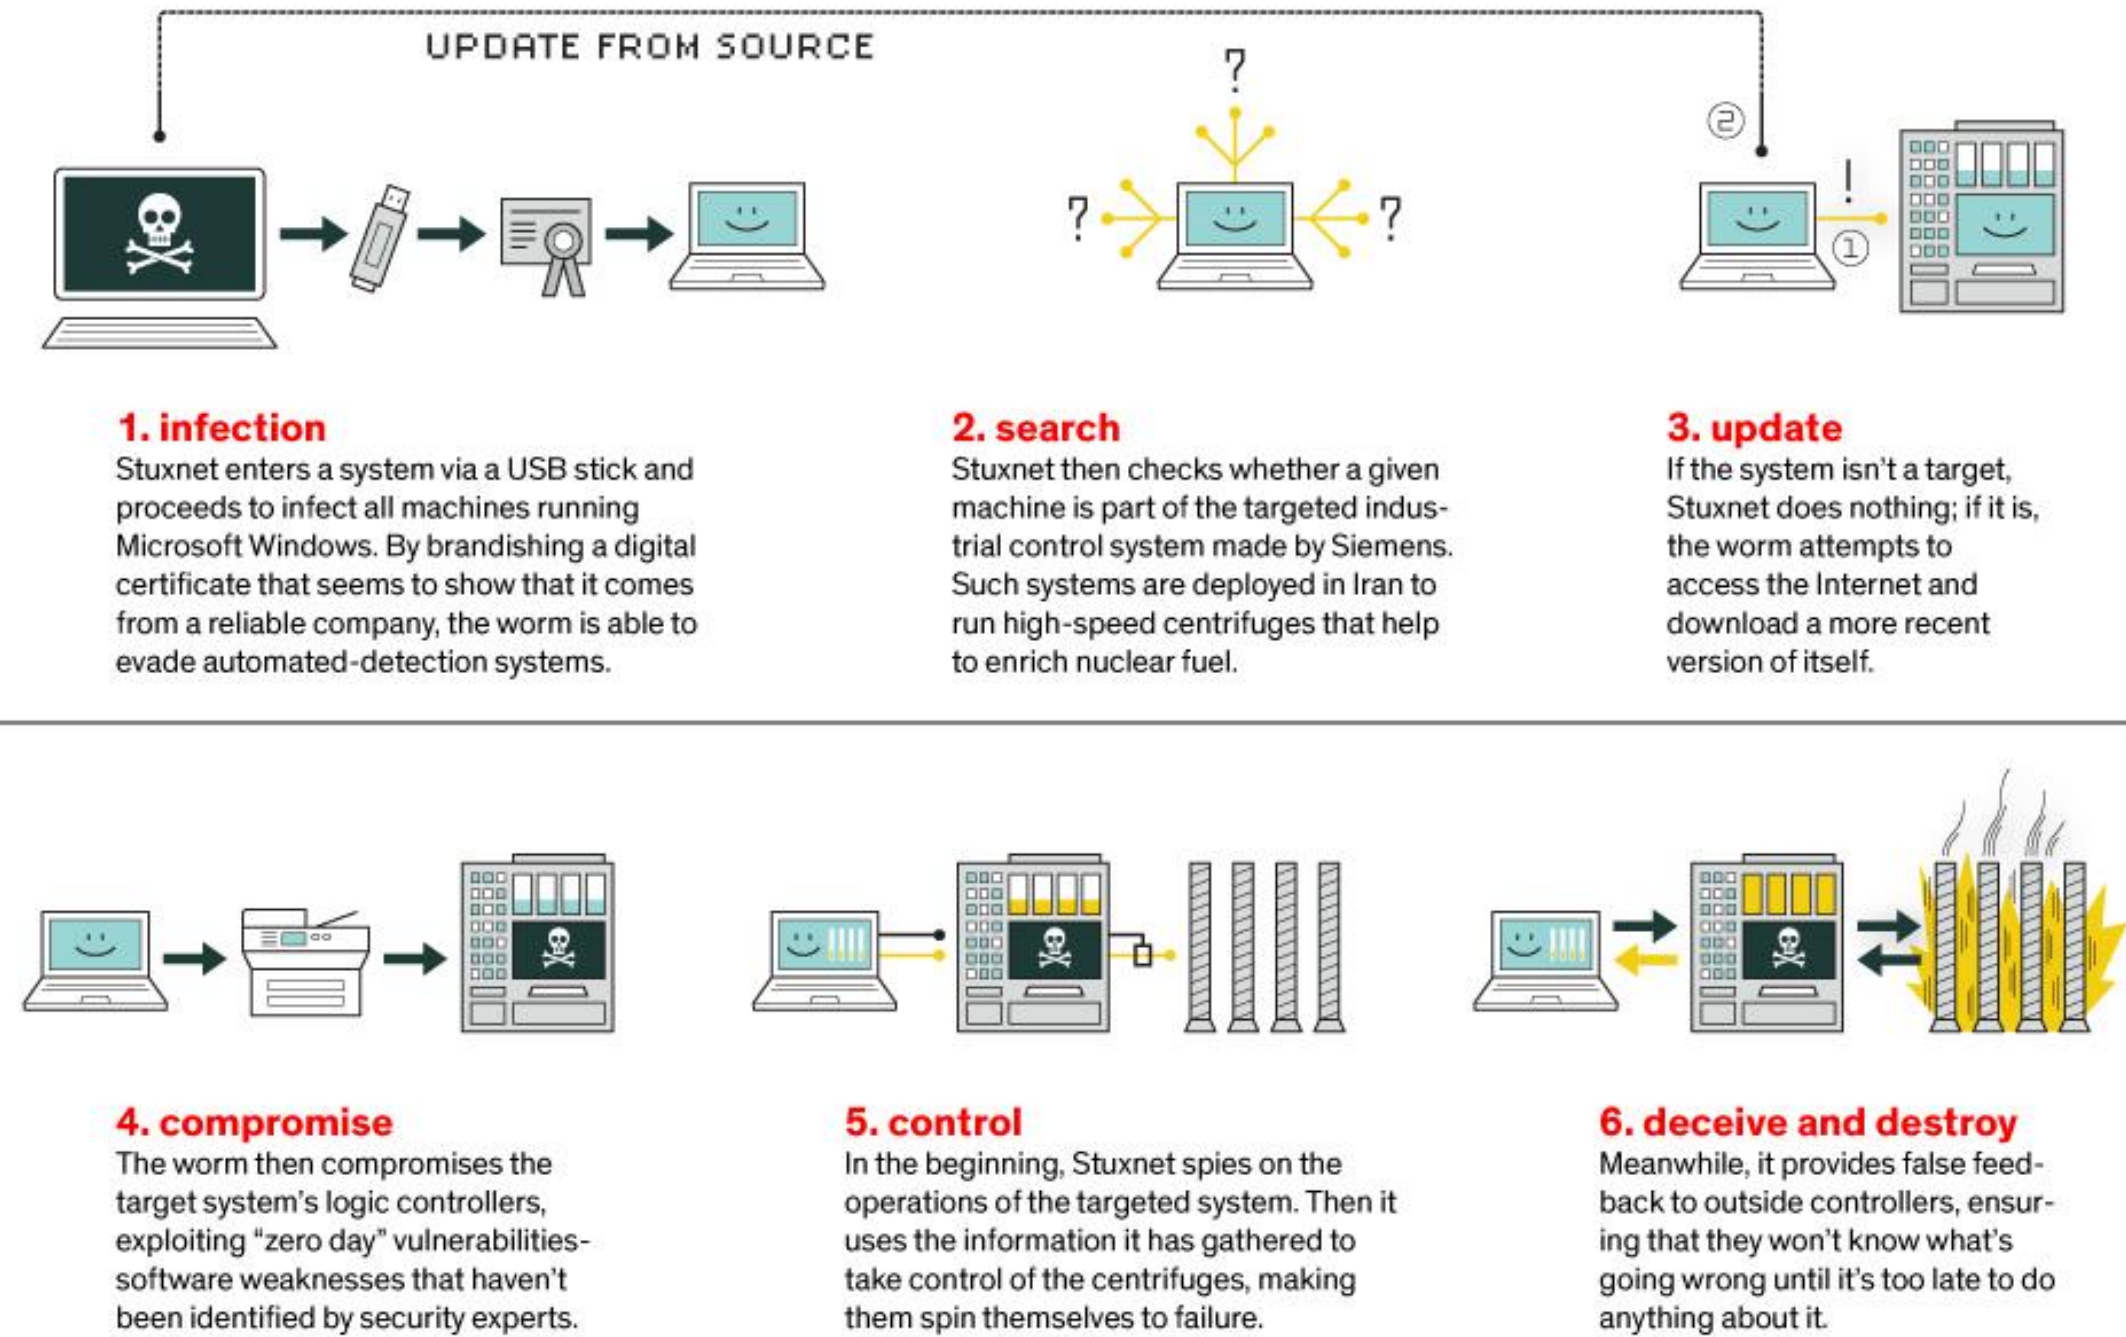 UPDATE FROM SOURCE
?
?
?
2
!
1
1. infection
Stuxnet enters a system via a USB stick and
proceeds to infect all machines running
Microsoft Windows. By brandishing a digital
certificate that seems to show that it comes
from a reliable company, the worm is able to
evade automated-detection systems.
2. search
Stuxnet then checks whether a given
machine is part of the targeted indus-
trial control system made by Siemens.
Such systems are deployed in Iran to
run high-speed centrifuges that help
to enrich nuclear fuel.
3. update
If the system isn't a target,
Stuxnet does nothing; if it is,
the worm attempts to
access the Internet and
download a more recent
version of itself.
4. compromise
The worm then compromises the
target system's logic controllers,
exploiting “zero day” vulnerabilities-
software weaknesses that haven't
been identified by security experts.
5. control
In the beginning, Stuxnet spies on the
operations of the targeted system. Then it
uses the information it has gathered to
take control of the centrifuges, making
them spin themselves to failure.
6. deceive and destroy
Meanwhile, it provides false feed-
back to outside controllers, ensur-
ing that they won't know what's
going wrong until it's too late to do
anything about it.